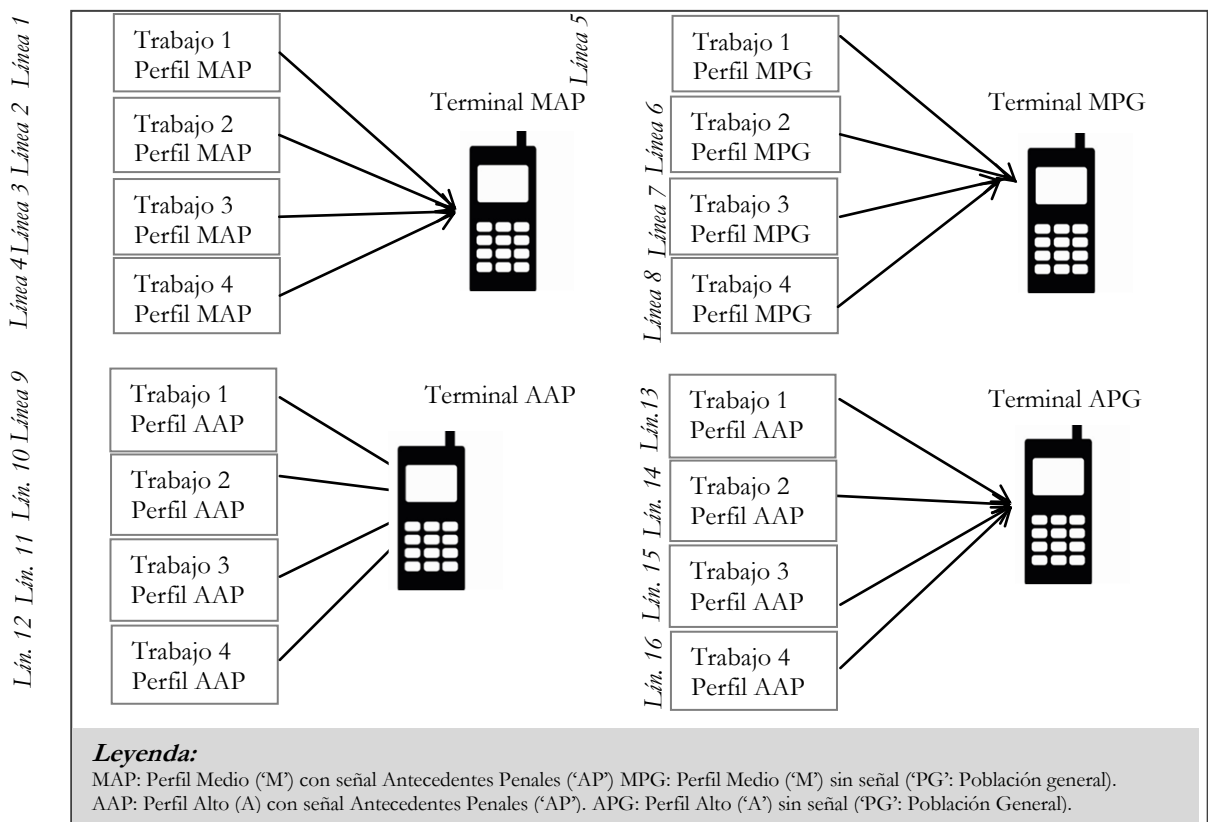 Línea 1
Trabajo 1
Perfil MAP
Línea 2
Trabajo 2
Perfil MAP
Línea 3
Trabajo 3
Perfil MAP
Línea 4
Trabajo 4
Perfil MAP
Terminal MAP
Línea 5
Trabajo 1
Perfil MPG
Línea 6
Trabajo 2
Perfil MPG
Línea 7
Trabajo 3
Perfil MPG
Línea 8
Trabajo 4
Perfil MPG
Terminal MPG
Línea 9
Trabajo 1
Perfil AAP
Lín. 10
Trabajo 2
Perfil AAP
Lín. 11
Trabajo 3
Perfil AAP
Lín. 12
Trabajo 4
Perfil AAP
Terminal AAP
Lín.13
Trabajo 1
Perfil AAP
Lín. 14
Trabajo 2
Perfil AAP
Lín. 15
Trabajo 3
Perfil AAP
Lín. 16
Trabajo 4
Perfil AAP
Terminal APG
Leyenda:
MAP: Perfil Medio (‘M’) con señal Antecedentes Penales (‘AP’) MPG: Perfil Medio (‘M’) sin señal (‘PG’: Población general).
AAP: Perfil Alto (A) con señal Antecedentes Penales (‘AP’). APG: Perfil Alto (‘A’) sin señal (‘PG’: Población General).